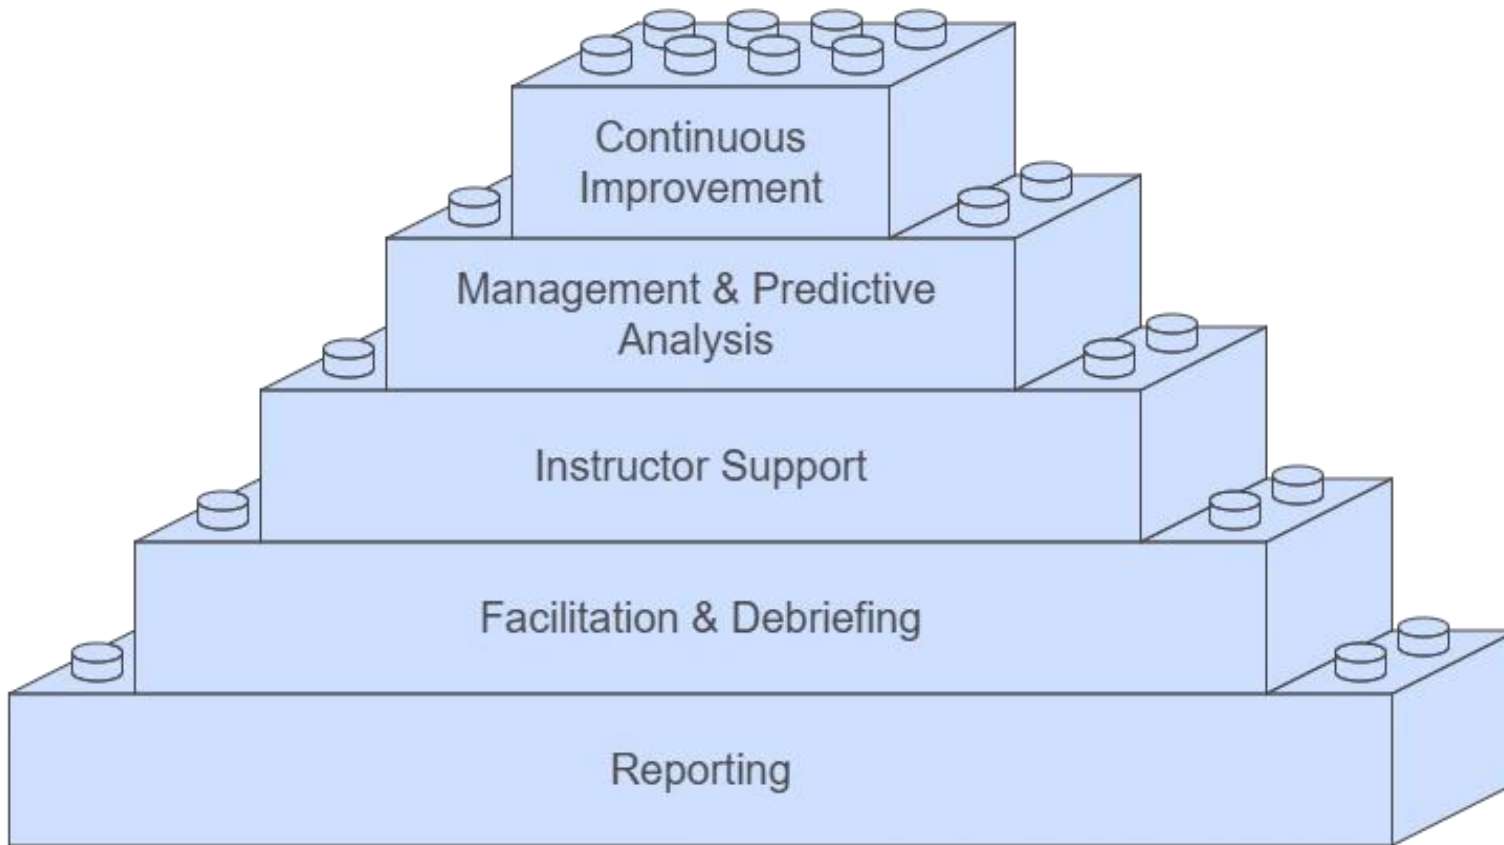 Continuous
Improvement
Management & Predictive
Analysis
Instructor Support
Facilitation & Debriefing
Reporting